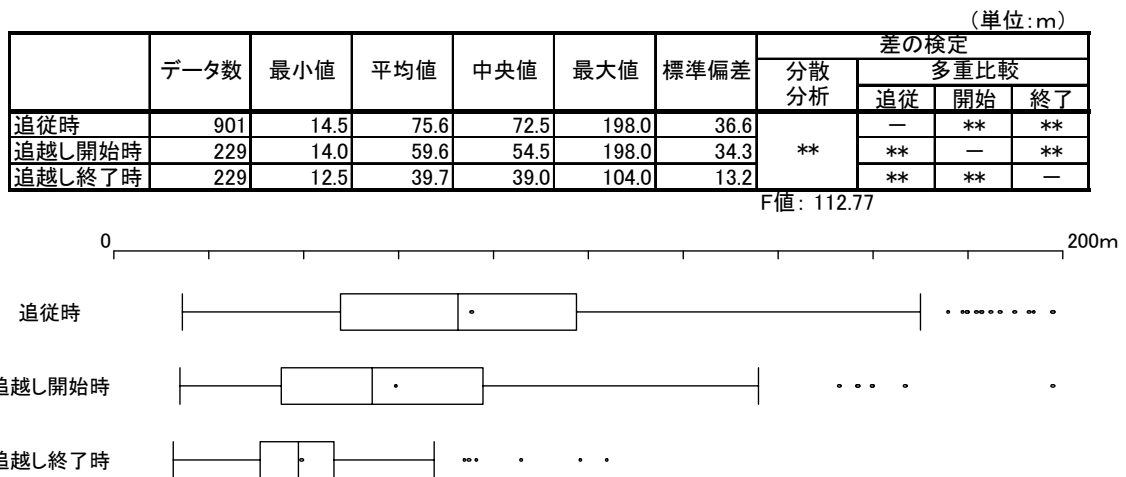 （単位：m）
データ数 最小値 平均値 中央値 最大値 標準偏差 差の検定
分散分析 多重比較
追従 開始 終了
追従時 901 14.5 75.6 72.5 198.0 36.6 ** － ** **
追越し開始時 229 14.0 59.6 54.5 198.0 34.3 ** － **
追越し終了時 229 12.5 39.7 39.0 104.0 13.2 ** ** －
F値： 112.77
0 200m
追従時
追越し開始時
追越し終了時